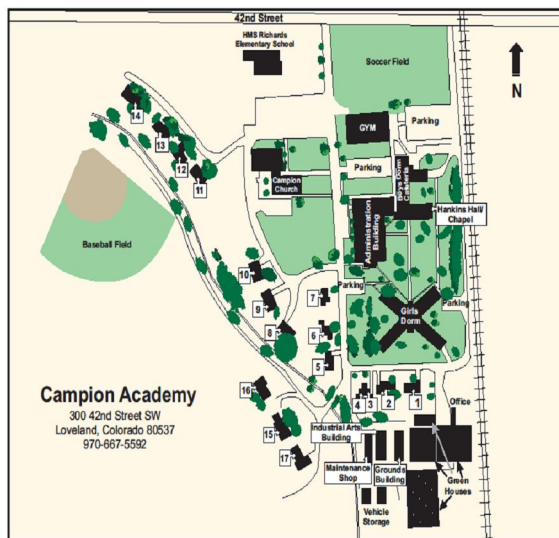 42nd Street
HMS Richards
Elementary School
Soccer Field
N
GYM
Parking
14
13
12
11
Campion
Church
Parking
Boys Dorm
Cafeteria
Hankins Hall/
Chapel
Administration
Building
Baseball Field
10
9
8
7
6
5
Parking
Girls
Dorm
Parking
Campion Academy
300 42nd Street SW
Loveland, Colorado 80537
970-667-5592
16
15
17
4
3
2
1
Office
Industrial Arts
Building
Maintenance
Shop
Grounds
Building
Green
Houses
Vehicle
Storage